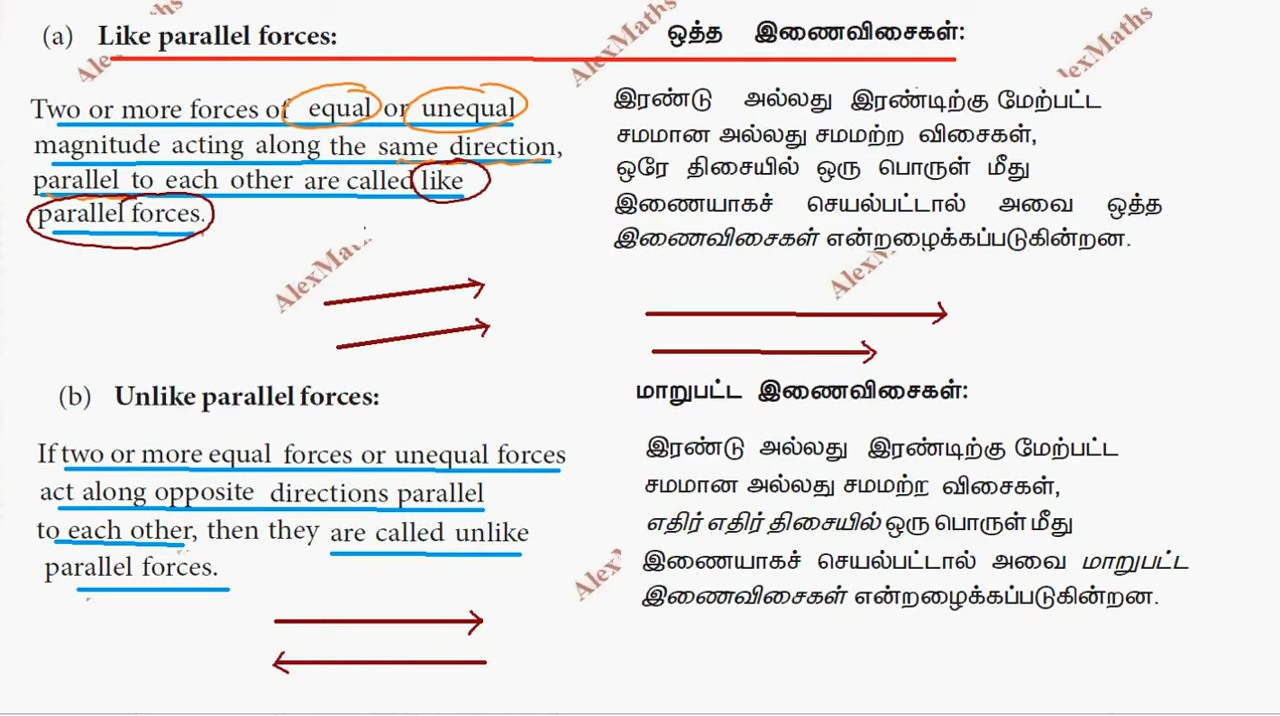 (a) Like parallel forces:
Two or more forces of equal or unequal
magnitude acting along the same direction,
parallel to each other are called like
parallel forces.
(b) Unlike parallel forces:
If two or more equal forces or unequal forces
act along opposite directions parallel
to each other, then they are called unlike
parallel forces.
ஒத்த இணைவிசைகள்:
இரண்டு அல்லது இரண்டிற்கு மேற்பட்ட
சமமான அல்லது சமமற்ற விசைகள்,
ஒரே திசையில் ஒரு பொருள் மீது
இணையாகச் செயல்பட்டால் அவை ஒத்த
இணைவிசைகள் என்றழைக்கப்படுகின்றன.
மாறுபட்ட இணைவிசைகள்:
இரண்டு அல்லது இரண்டிற்கு மேற்பட்ட
சமமான அல்லது சமமற்ற விசைகள்,
எதிர் எதிர் திசையில் ஒரு பொருள் மீது
இணையாகச் செயல்பட்டால் அவை மாறுபட்ட
இணைவிசைகள் என்றழைக்கப்படுகின்றன.
AlexMaths
AlexMaths